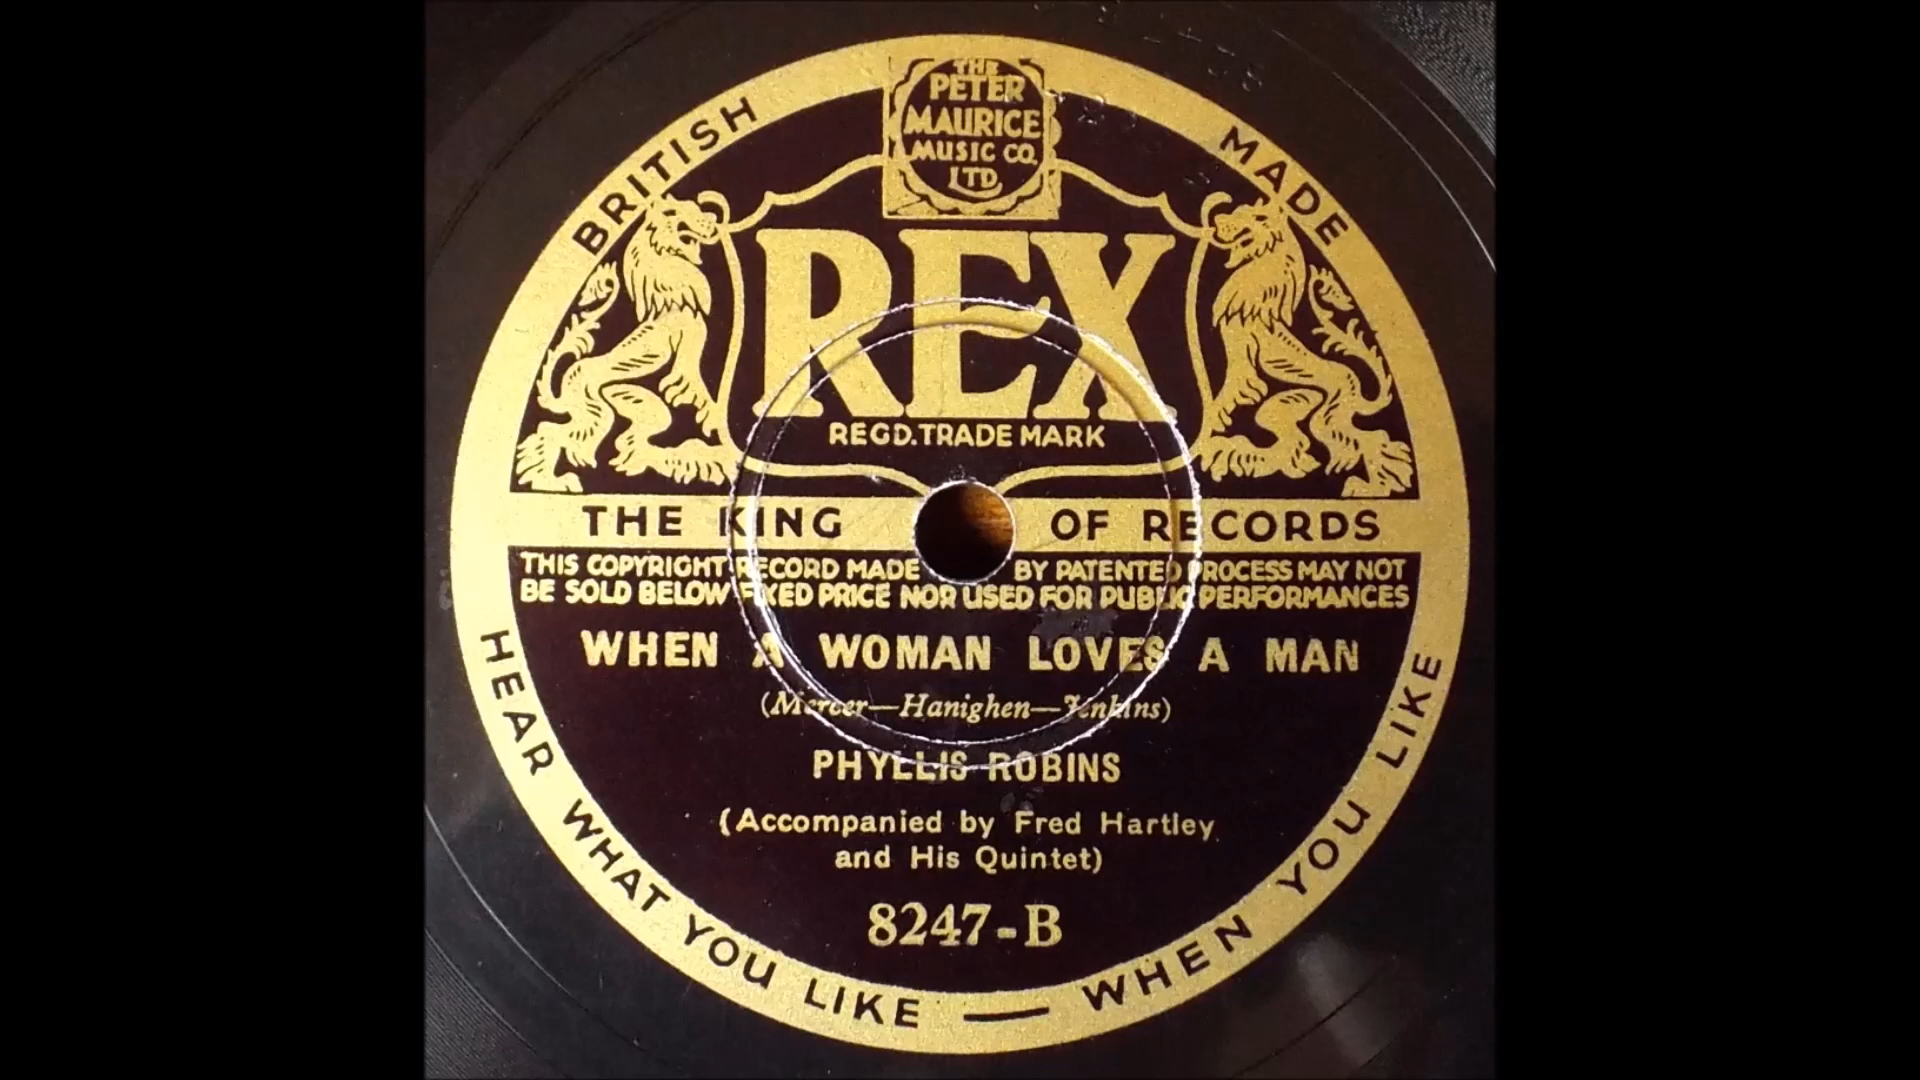 THE
PETER
MAURICE
MUSIC CO.
LTD.
BRITISH MADE
REX
REGD. TRADE MARK
THE KING OF RECORDS
THIS COPYRIGHT RECORD MADE BY PATENTED PROCESS MAY NOT
BE SOLD BELOW FIXED PRICE NOR USED FOR PUBLIC PERFORMANCES
WHEN A WOMAN LOVES A MAN
(Mercer—Hanighen—Jenkins)
PHYLLIS ROBINS
(Accompanied by Fred Hartley
and His Quintet)
8247-B
HEAR WHAT YOU LIKE — WHEN YOU LIKE